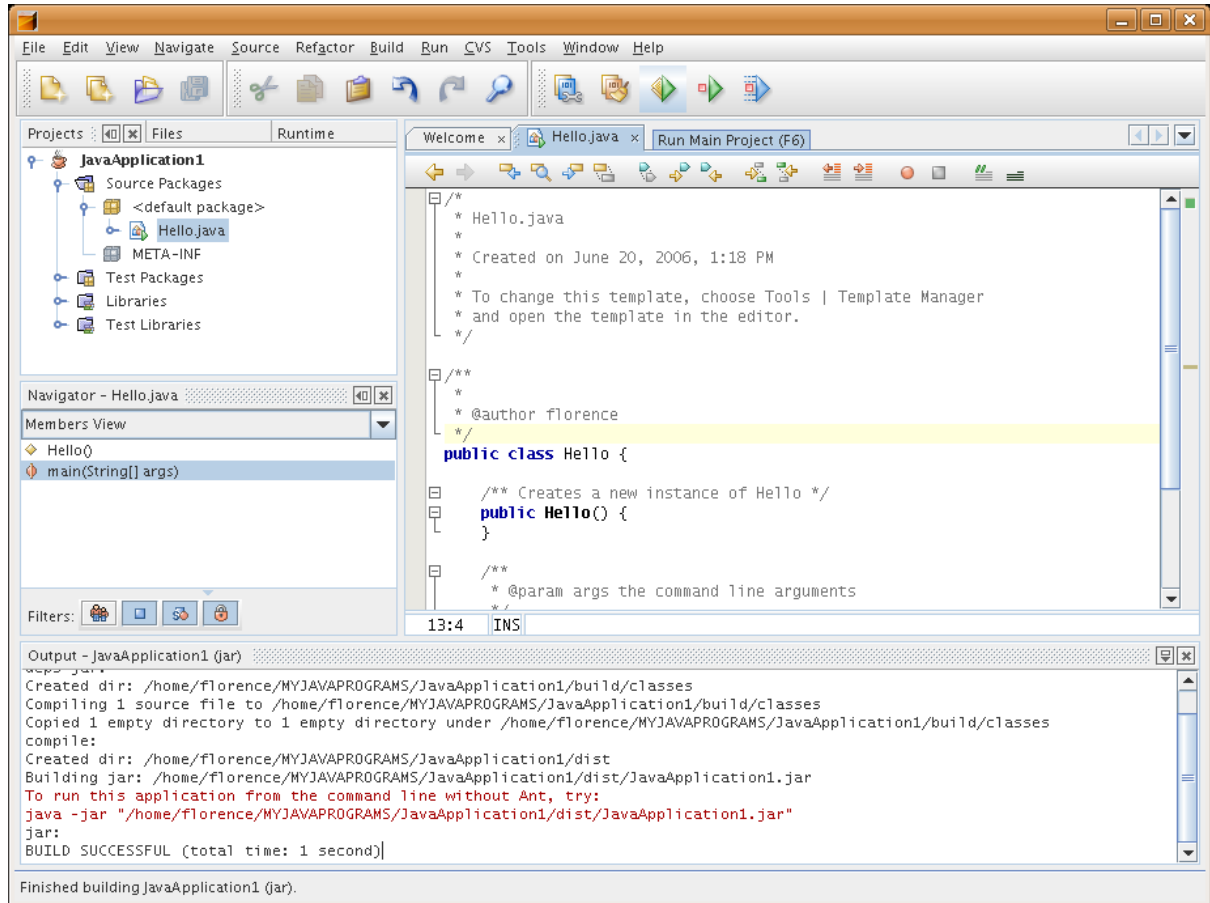 File Edit View Navigate Source Refactor Build Run CVS Tools Window Help
Projects Files Runtime
JavaApplication1
Source Packages
<default package>
Hello.java
META-INF
Test Packages
Libraries
Test Libraries
Navigator - Hello.java
Members View
Hello()
main(String[] args)
Filters:
Welcome Hello.java Run Main Project (F6)
/*
* Hello.java
*
* Created on June 20, 2006, 1:18 PM
*
* To change this template, choose Tools | Template Manager
* and open the template in the editor.
*/
/**
*
* @author florence
*/
public class Hello {
/** Creates a new instance of Hello */
public Hello() {
}
/**
* @param args the command line arguments
*/
13:4 INS
Output - JavaApplication1 (jar)
deps-jar:
Created dir: /home/florence/MYJAVAPROGRAMS/JavaApplication1/build/classes
Compiling 1 source file to /home/florence/MYJAVAPROGRAMS/JavaApplication1/build/classes
Copied 1 empty directory to 1 empty directory under /home/florence/MYJAVAPROGRAMS/JavaApplication1/build/classes
compile:
Created dir: /home/florence/MYJAVAPROGRAMS/JavaApplication1/dist
Building jar: /home/florence/MYJAVAPROGRAMS/JavaApplication1/dist/JavaApplication1.jar
To run this application from the command line without Ant, try:
java -jar "/home/florence/MYJAVAPROGRAMS/JavaApplication1/dist/JavaApplication1.jar"
jar:
BUILD SUCCESSFUL (total time: 1 second)
Finished building JavaApplication1 (jar).